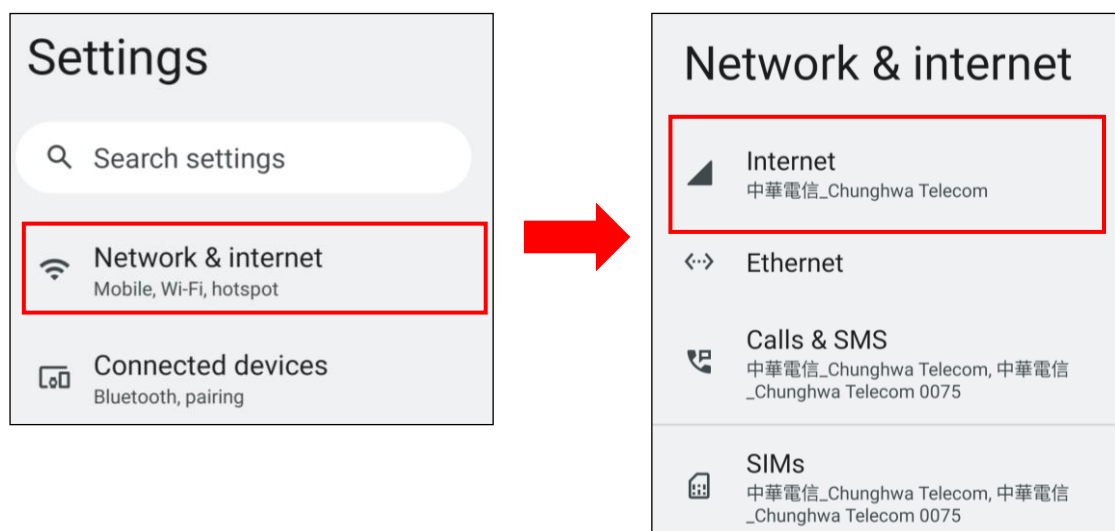 Settings
Search settings
Network & internet
Mobile, Wi-Fi, hotspot
Connected devices
Bluetooth, pairing
Network & internet
Internet
中華電信_Chunghwa Telecom
Ethernet
Calls & SMS
中華電信_Chunghwa Telecom, 中華電信
_Chunghwa Telecom 0075
SIMs
中華電信_Chunghwa Telecom, 中華電信
_Chunghwa Telecom 0075